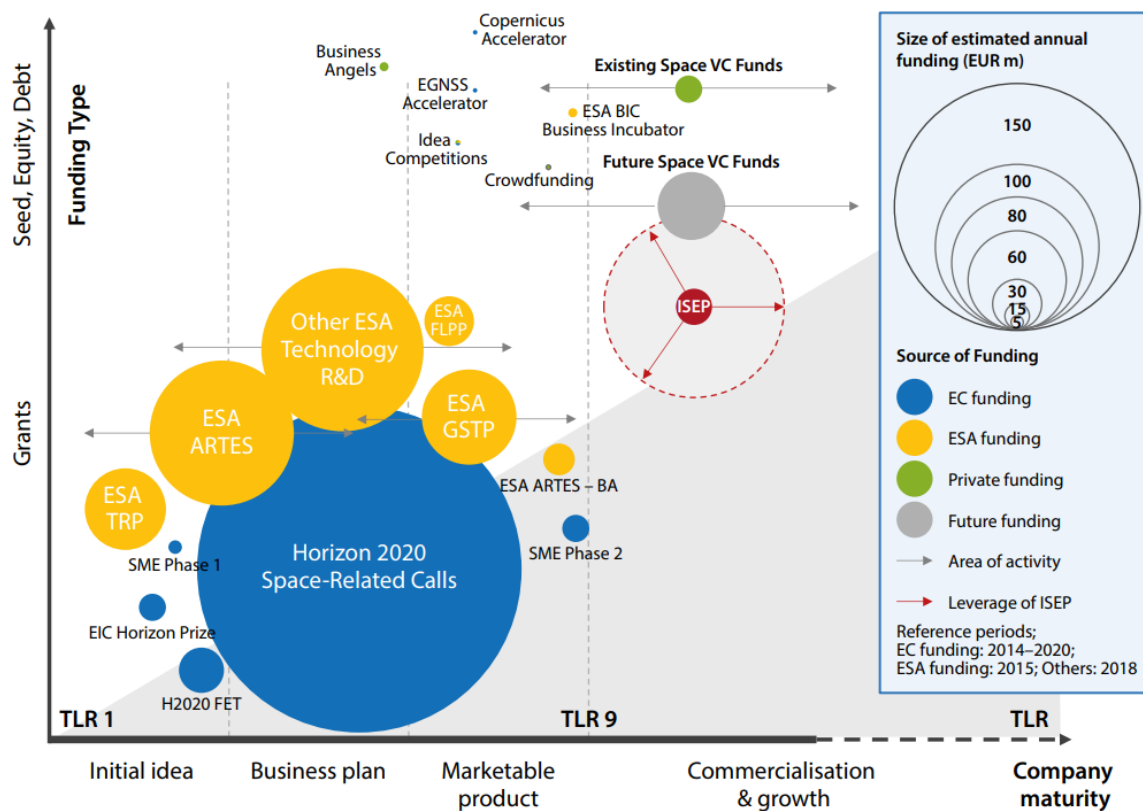 Seed, Equity, Debt
Grants
Funding Type
Copernicus
Accelerator
Business
Angels
EGNSS
Accelerator
Idea
Competitions
Existing Space VC Funds
ESA BIC
Business Incubator
Crowdfunding
Future Space VC Funds
ISEP
Other ESA
Technology
R&D
ESA
FLPP
ESA
ARTES
ESA
GSTP
ESA
TRP
ESA ARTES – BA
SME Phase 1
Horizon 2020
Space-Related Calls
SME Phase 2
EIC Horizon Prize
H2020 FET
TLR 1
TLR 9
TLR
Initial idea
Business plan
Marketable
product
Commercialisation
& growth
Company
maturity
Size of estimated annual
funding (EUR m)
150
100
80
60
30
15
5
Source of Funding
EC funding
ESA funding
Private funding
Future funding
Area of activity
Leverage of ISEP
Reference periods;
EC funding: 2014–2020;
ESA funding: 2015; Others: 2018